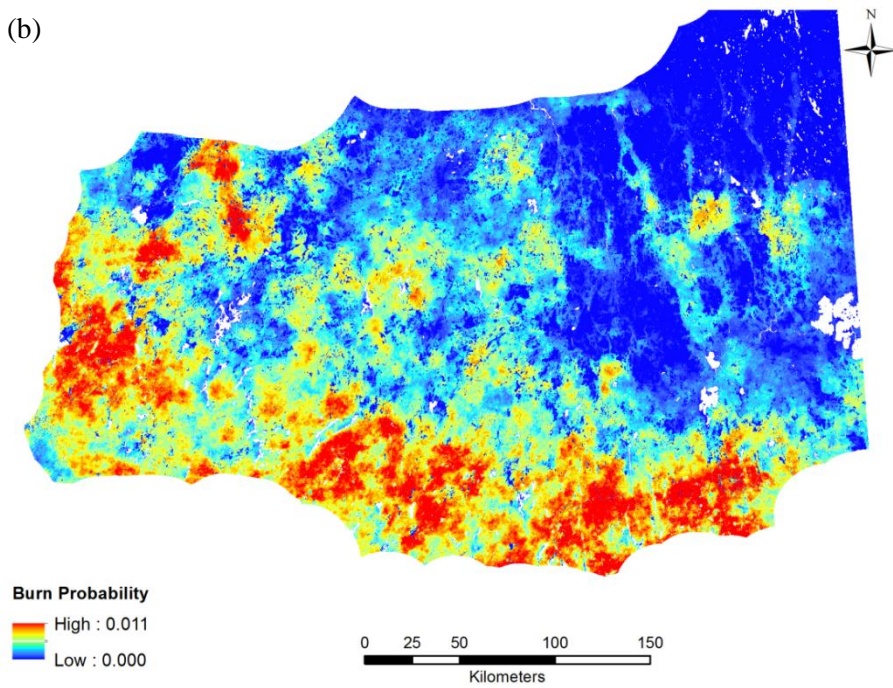 (b)
N
Burn Probability
High : 0.011
Low : 0.000
0 25 50 100 150
Kilometers